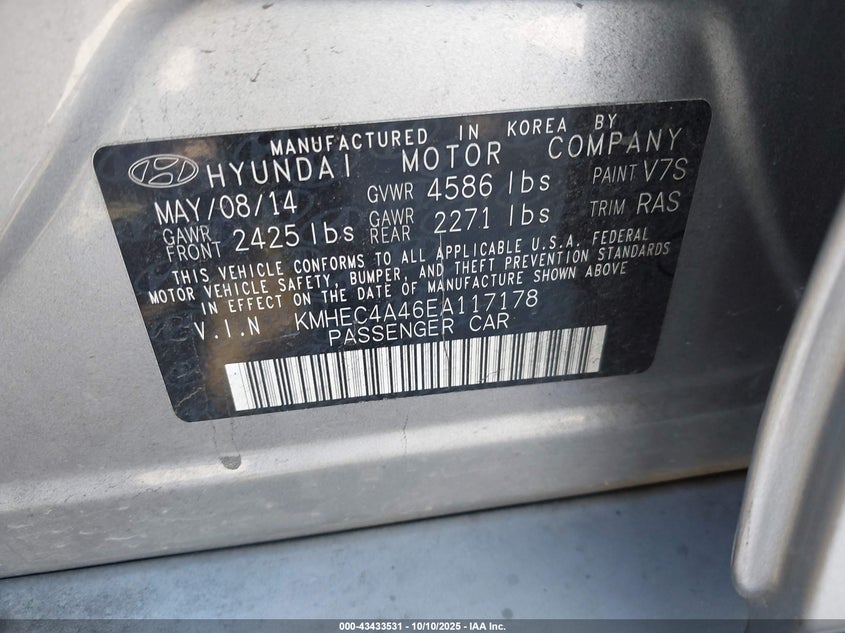 MANUFACTURED IN KOREA BY
HYUNDAI MOTOR COMPANY
MAY/08/14 GVWR 4586 lbs PAINT V7S
GAWR FRONT 2425 lbs GAWR REAR 2271 lbs TRIM RAS
THIS VEHICLE CONFORMS TO ALL APPLICABLE U.S.A. FEDERAL
MOTOR VEHICLE SAFETY, BUMPER, AND THEFT PREVENTION STANDARDS
IN EFFECT ON THE DATE OF MANUFACTURE SHOWN ABOVE
V.I.N KMHEC4A46EA117178
PASSENGER CAR
000-43433531 - 10/10/2025 - IAA Inc.